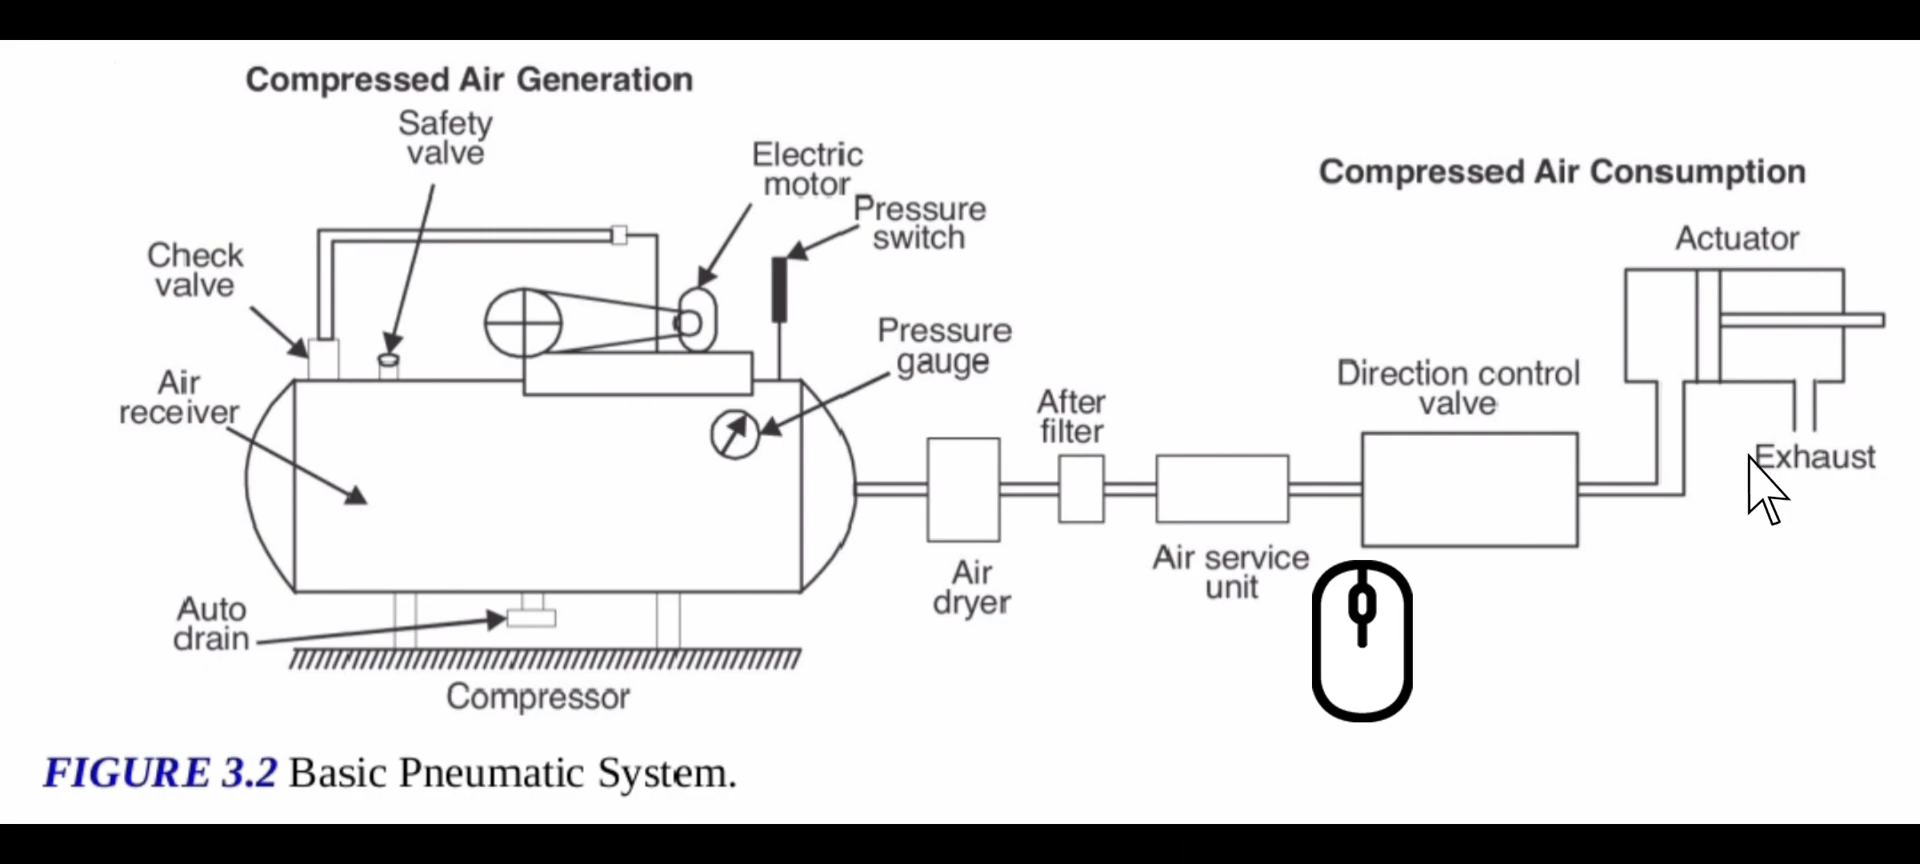 Compressed Air Generation
Safety
valve
Electric
motor
Pressure
switch
Compressed Air Consumption
Actuator
Check
valve
Pressure
gauge
Air
receiver
After
filter
Direction control
valve
Exhaust
Air
dryer
Air service
unit
Auto
drain
Compressor
FIGURE 3.2 Basic Pneumatic System.